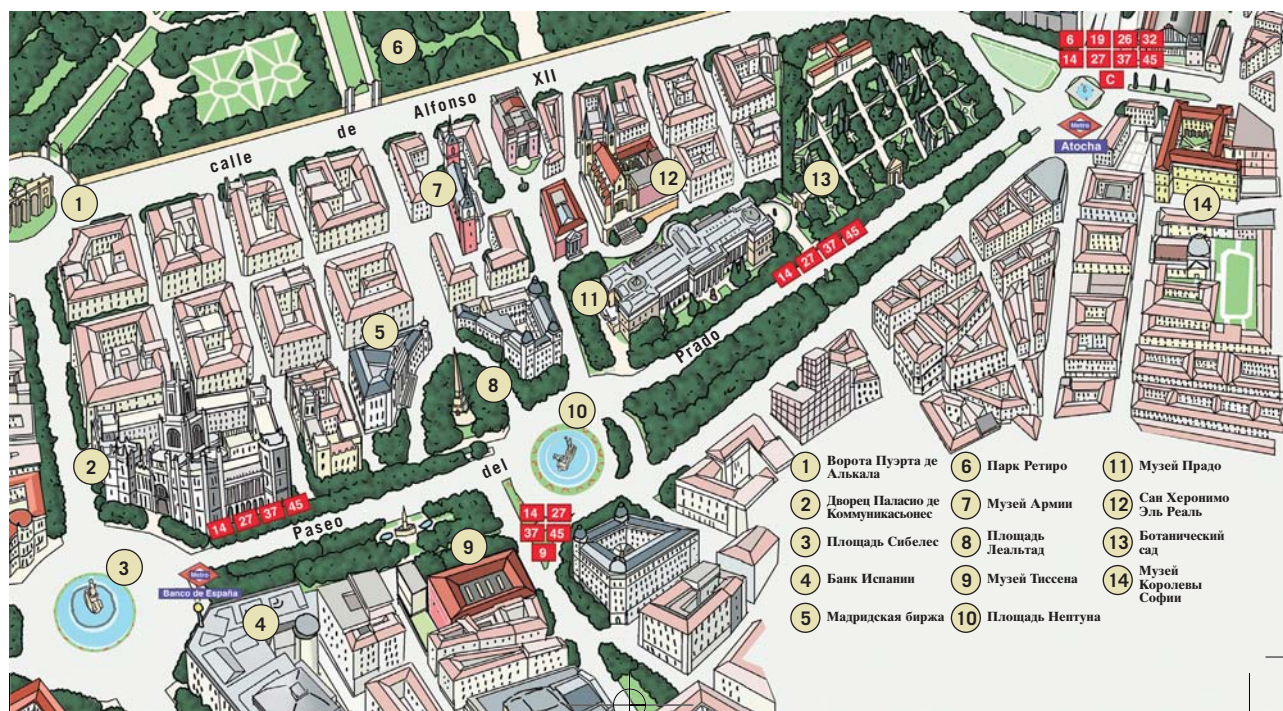 6
6 19 26 32
14 27 37 45
C
calle de Alfonso XII
Metro
Atocha
7
12
13
14
1
14 27 37 45
11
5
Prado
8
10
2
14 27 37 45
Paseo del
14 27
37 45
9
9
3
Metro
Banco de España
4
1 Ворота Пуэрта де
Алькала
2 Дворец Паласио де
Коммуникасьонес
3 Площадь Сибелес
4 Банк Испании
5 Мадридская биржа
6 Парк Ретиро
7 Музей Армии
8 Площадь
Леальтад
9 Музей Тиссена
10 Площадь Нептуна
11 Музей Прадо
12 Сан Херонимо
Эль Реаль
13 Ботанический
сад
14 Музей
Королевы
Софии